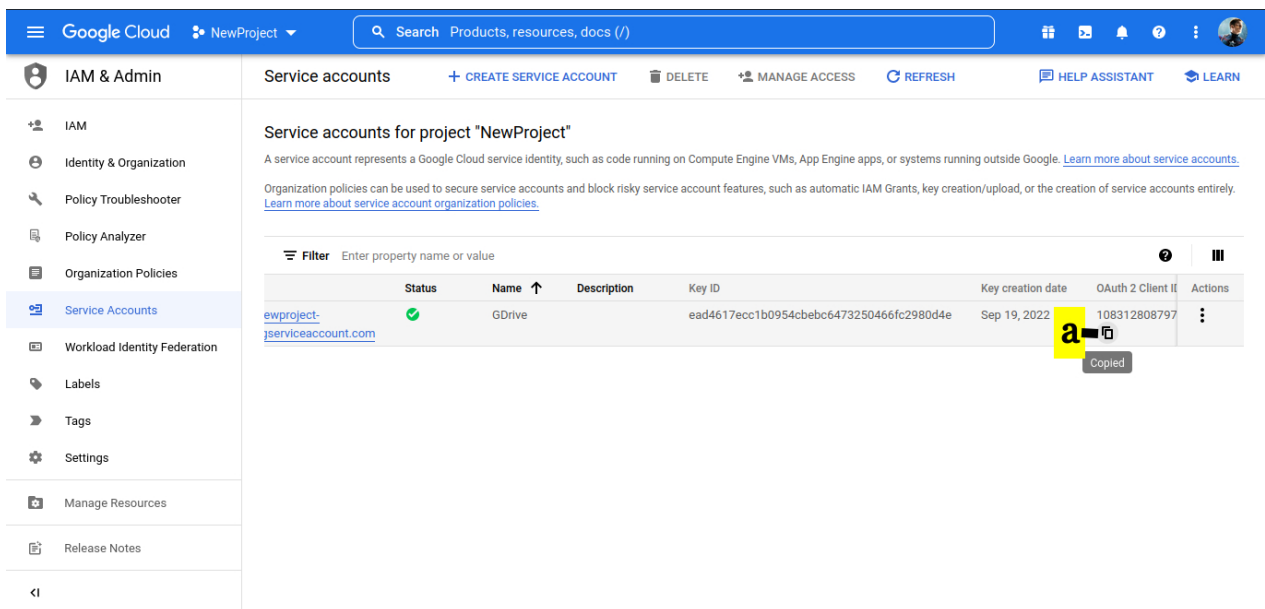 Google Cloud NewProject Search Products, resources, docs (/)
IAM & Admin
Service accounts CREATE SERVICE ACCOUNT DELETE MANAGE ACCESS REFRESH HELP ASSISTANT LEARN
IAM
Identity & Organization
Policy Troubleshooter
Policy Analyzer
Organization Policies
Service Accounts
Workload Identity Federation
Labels
Tags
Settings
Manage Resources
Release Notes
Service accounts for project "NewProject"
A service account represents a Google Cloud service identity, such as code running on Compute Engine VMs, App Engine apps, or systems running outside Google. Learn more about service accounts.
Organization policies can be used to secure service accounts and block risky service account features, such as automatic IAM Grants, key creation/upload, or the creation of service accounts entirely.
Learn more about service account organization policies.
Filter Enter property name or value
Status Name Description Key ID Key creation date OAuth 2 Client ID Actions
ewproject- GDrive ead4617ecc1b0954cbebc6473250466fc2980d4e Sep 19, 2022 108312808797
gserviceaccount.com
a
Copied